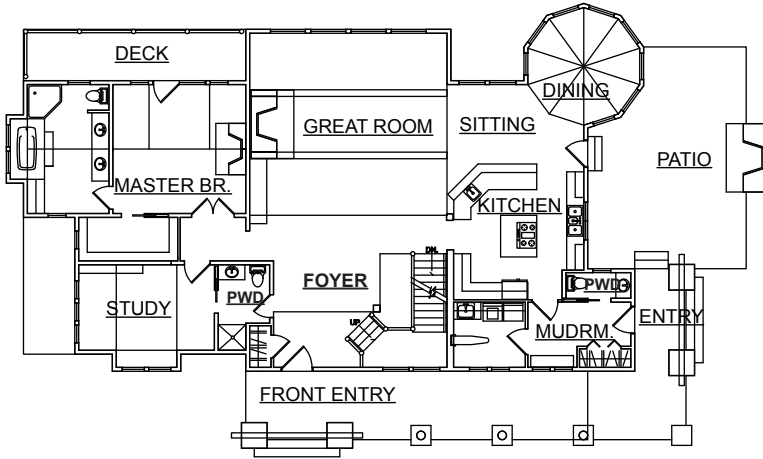 DECK
DINING
GREAT ROOM
SITTING
PATIO
MASTER BR.
KITCHEN
DN.
FOYER
PWD
PWD
STUDY
ENTRY
UP
MUDRM.
FRONT ENTRY